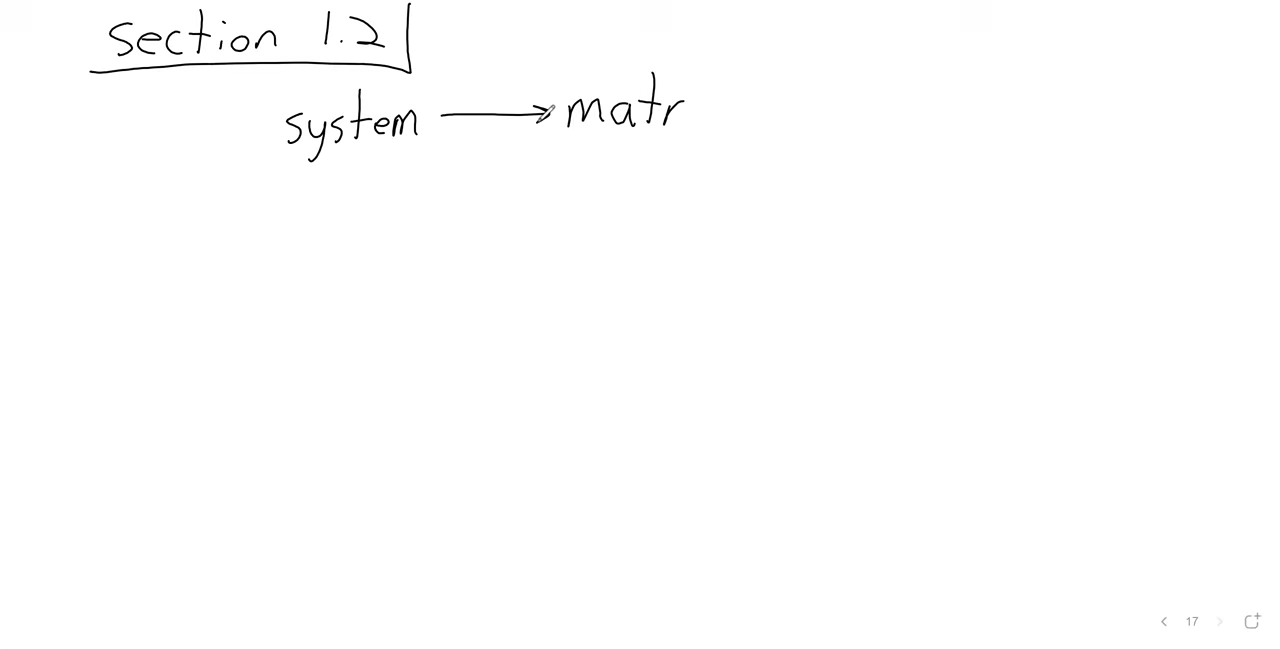 section 1.2
system → matr
17